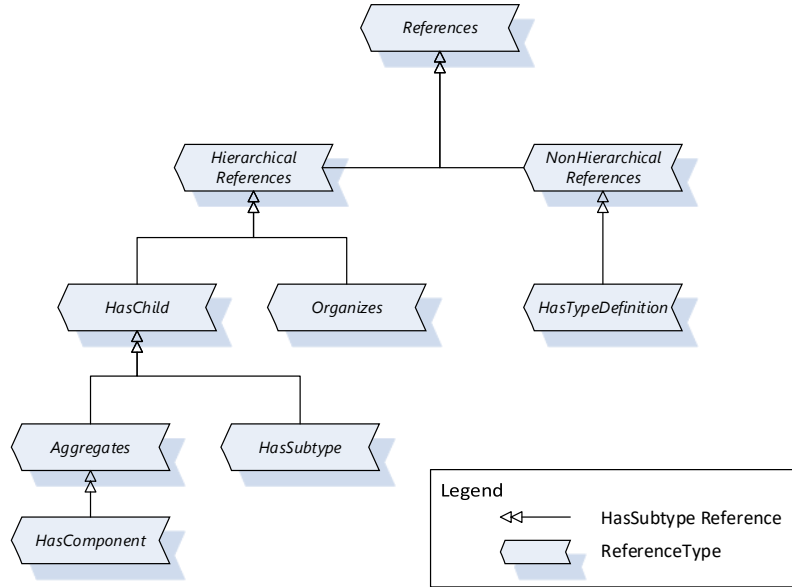 References
Hierarchical
References
NonHierarchical
References
HasChild
Organizes
HasTypeDefinition
Aggregates
HasSubtype
HasComponent
Legend
HasSubtype Reference
ReferenceType